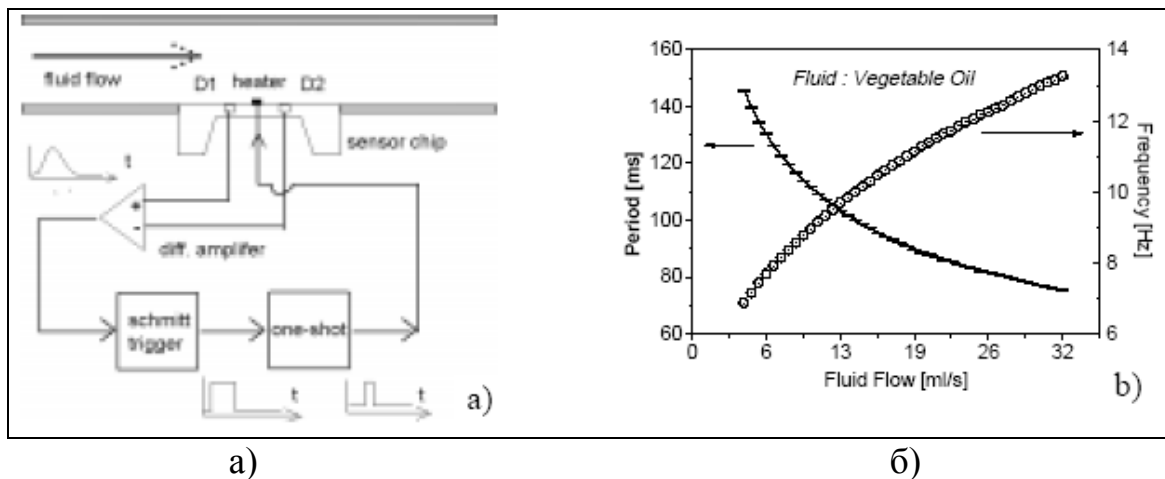 fluid flow
D1 heater D2
sensor chip
t
+
-
diff. amplifer
schmitt
trigger
one-shot
t
t
a)
160
140
120
100
80
60
Period [ms]
Fluid : Vegetable Oil
14
12
10
8
6
Frequency
[Hz]
0 6 13 19 26 32
Fluid Flow [ml/s]
b)
а) б)